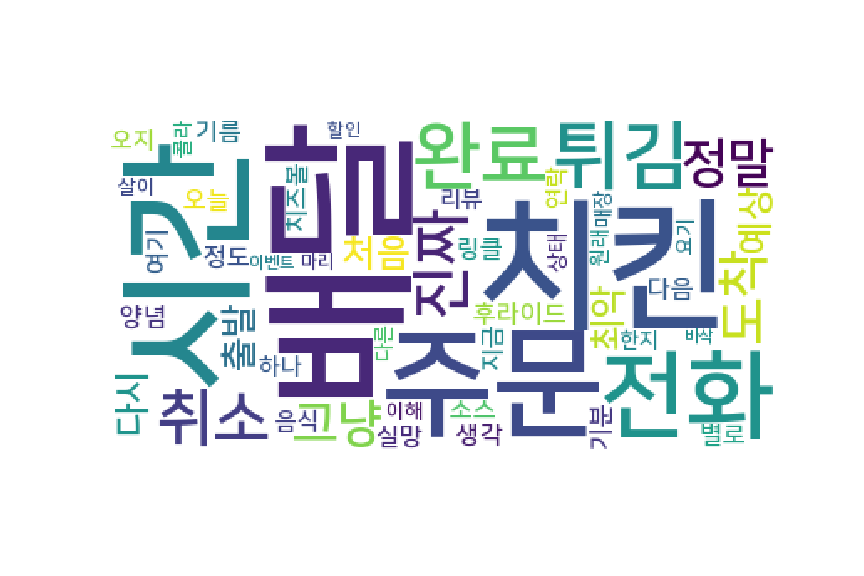 오지
콜라
기름
할인
완료
튀김
정말
시간
배달
치킨
살이
오늘
치즈볼
리뷰
연락
원래
매장
예상
여기
정도
이벤트
마리
처음
진짜
링클
상태
요기
도착
양념
출발
후라이드
최악
다음
하나
다른
주문
지금
한지
바삭
전화
다시
취소
음식
그냥
이해
실망
소스
생각
기본
별로